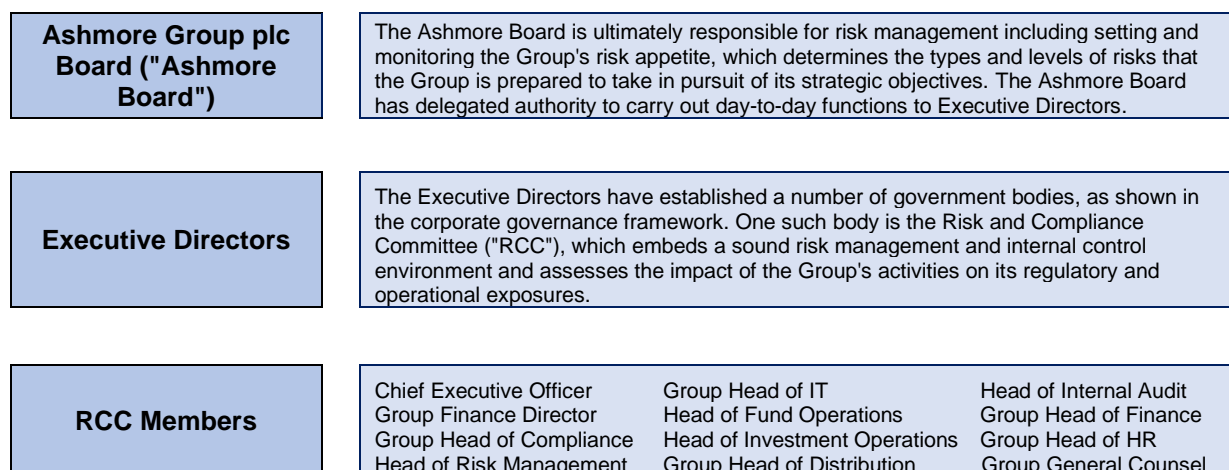 Ashmore Group plc
Board ("Ashmore
Board")
The Ashmore Board is ultimately responsible for risk management including setting and
monitoring the Group's risk appetite, which determines the types and levels of risks that
the Group is prepared to take in pursuit of its strategic objectives. The Ashmore Board
has delegated authority to carry out day-to-day functions to Executive Directors.
Executive Directors
The Executive Directors have established a number of government bodies, as shown in
the corporate governance framework. One such body is the Risk and Compliance
Committee ("RCC"), which embeds a sound risk management and internal control
environment and assesses the impact of the Group's activities on its regulatory and
operational exposures.
RCC Members
Chief Executive Officer Group Head of IT Head of Internal Audit
Group Finance Director Head of Fund Operations Group Head of Finance
Group Head of Compliance Head of Investment Operations Group Head of HR
Head of Risk Management Group Head of Distribution Group General Counsel